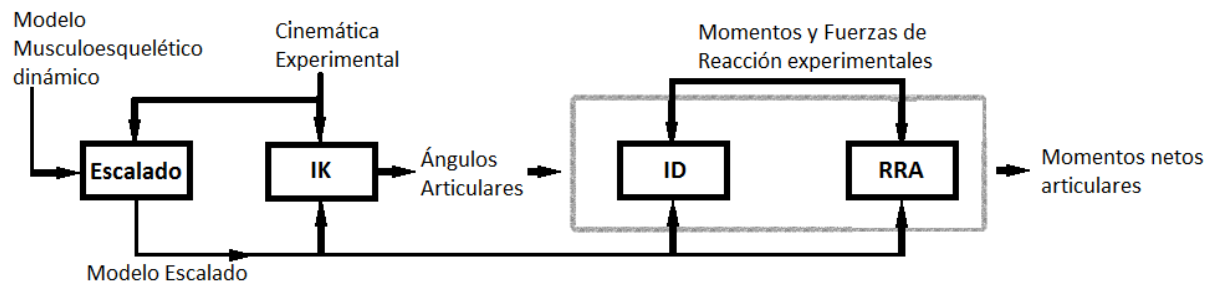 Modelo
Musculoesquelético
dinámico
Cinemática
Experimental
Momentos y Fuerzas de
Reacción experimentales
Escalado
IK
Ángulos
Articulares
ID
RRA
Momentos netos
articulares
Modelo Escalado